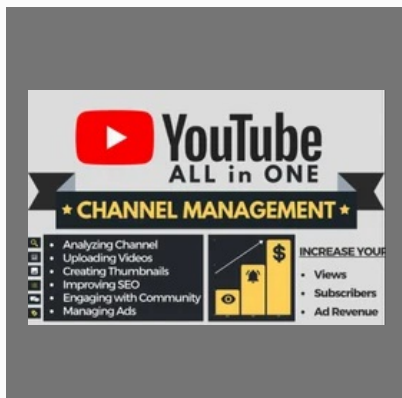 YouTube
ALL in ONE
CHANNEL MANAGEMENT
Analyzing Channel
Uploading Videos
Creating Thumbnails
Improving SEO
Engaging with Community
Managing Ads
$
INCREASE YOUR
Views
Subscribers
Ad Revenue